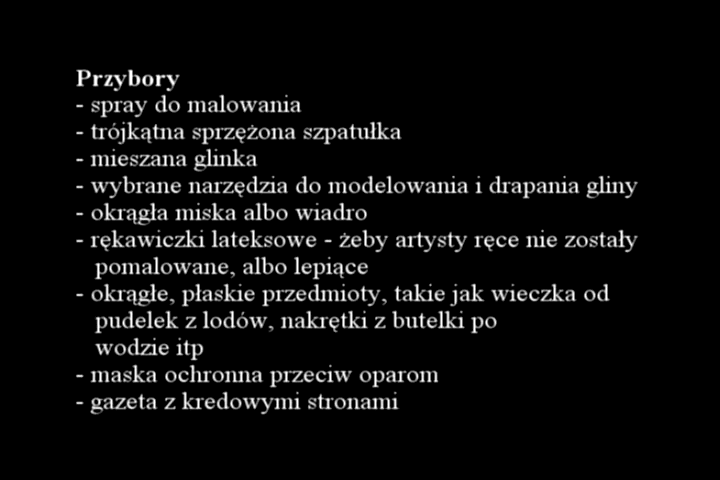 Przybory
- spray do malowania
- trójkątna sprzężona szpatułka
- mieszana glinka
- wybrane narzędzia do modelowania i drapania gliny
- okrągła miska albo wiadro
- rękawiczki lateksowe - żeby artysty ręce nie zostały
pomalowane, albo lepiące
- okrągłe, płaskie przedmioty, takie jak wieczka od
pudelek z lodów, nakrętki z butelki po
wodzie itp
- maska ochronna przeciw oparom
- gazeta z kredowymi stronami